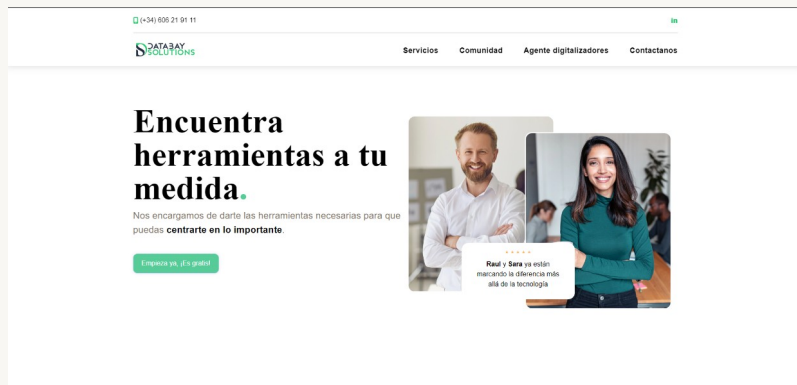 (+34) 606 21 91 11
in
DATABAY
SOLUTIONS
Servicios Comunidad Agente digitalizadores Contactanos
Encuentra
herramientas a tu
medida.
Nos encargamos de darte las herramientas necesarias para que
puedas centrarte en lo importante.
Empieza ya, ¡Es gratis!
Raul y Sara ya están
marcando la diferencia más
allá de la tecnología